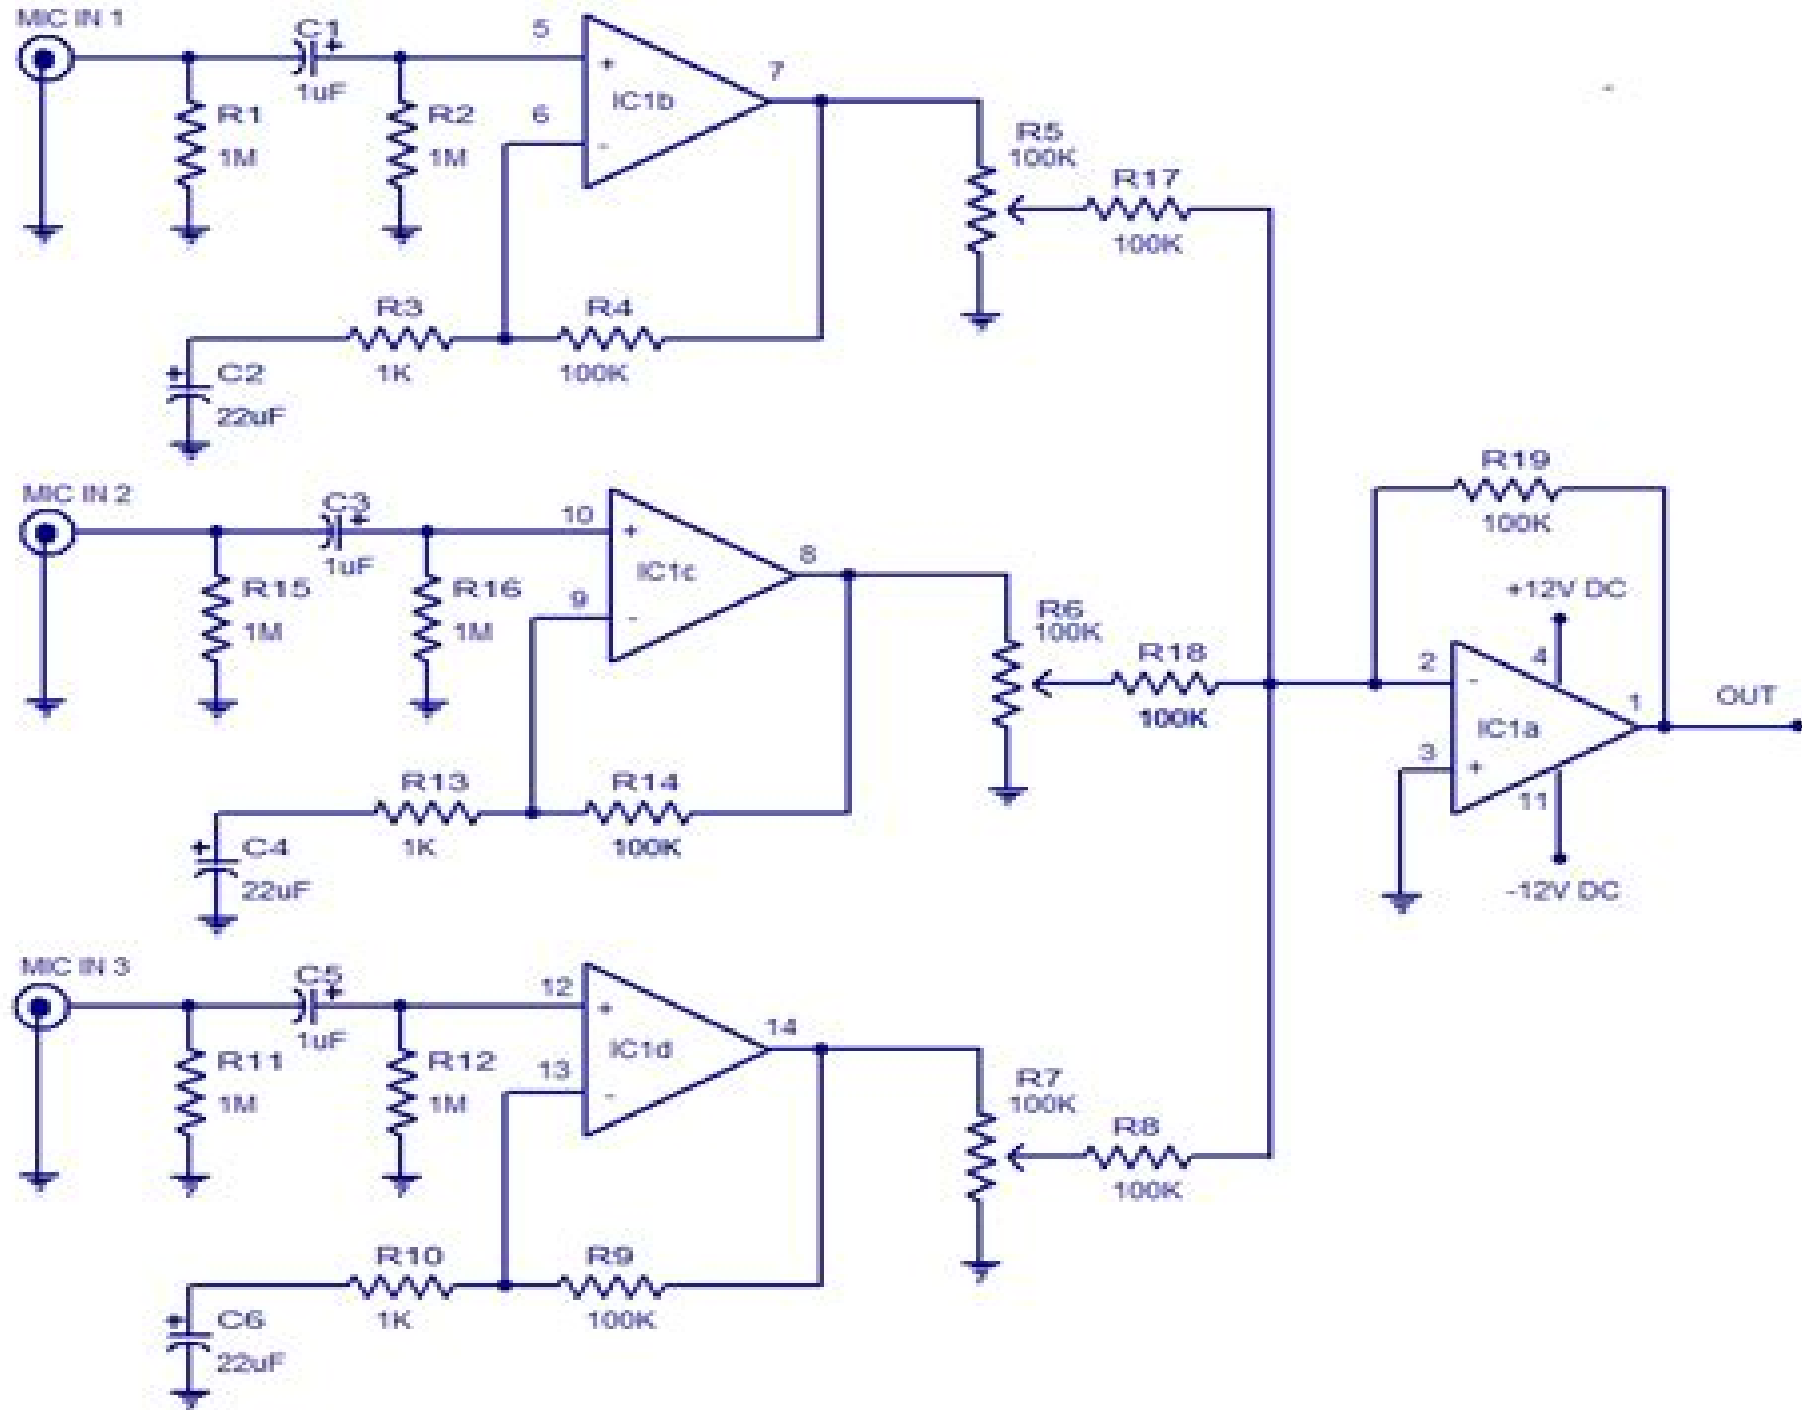 MIC IN 1
C1
+
1uF
R1
1M
R2
1M
5
6
+
-
IC1b
7
R5
100K
R17
100K
R3
1K
R4
100K
+
C2
22uF
MIC IN 2
C3
+
1uF
R15
1M
R16
1M
10
9
+
-
IC1c
8
R6
100K
R18
100K
R13
1K
R14
100K
+
C4
22uF
R19
100K
+12V DC
4
2
-
IC1a
3
+
11
1
OUT
-12V DC
MIC IN 3
C5
+
1uF
R11
1M
R12
1M
12
13
+
-
IC1d
14
R7
100K
R8
100K
R10
1K
R9
100K
+
C6
22uF